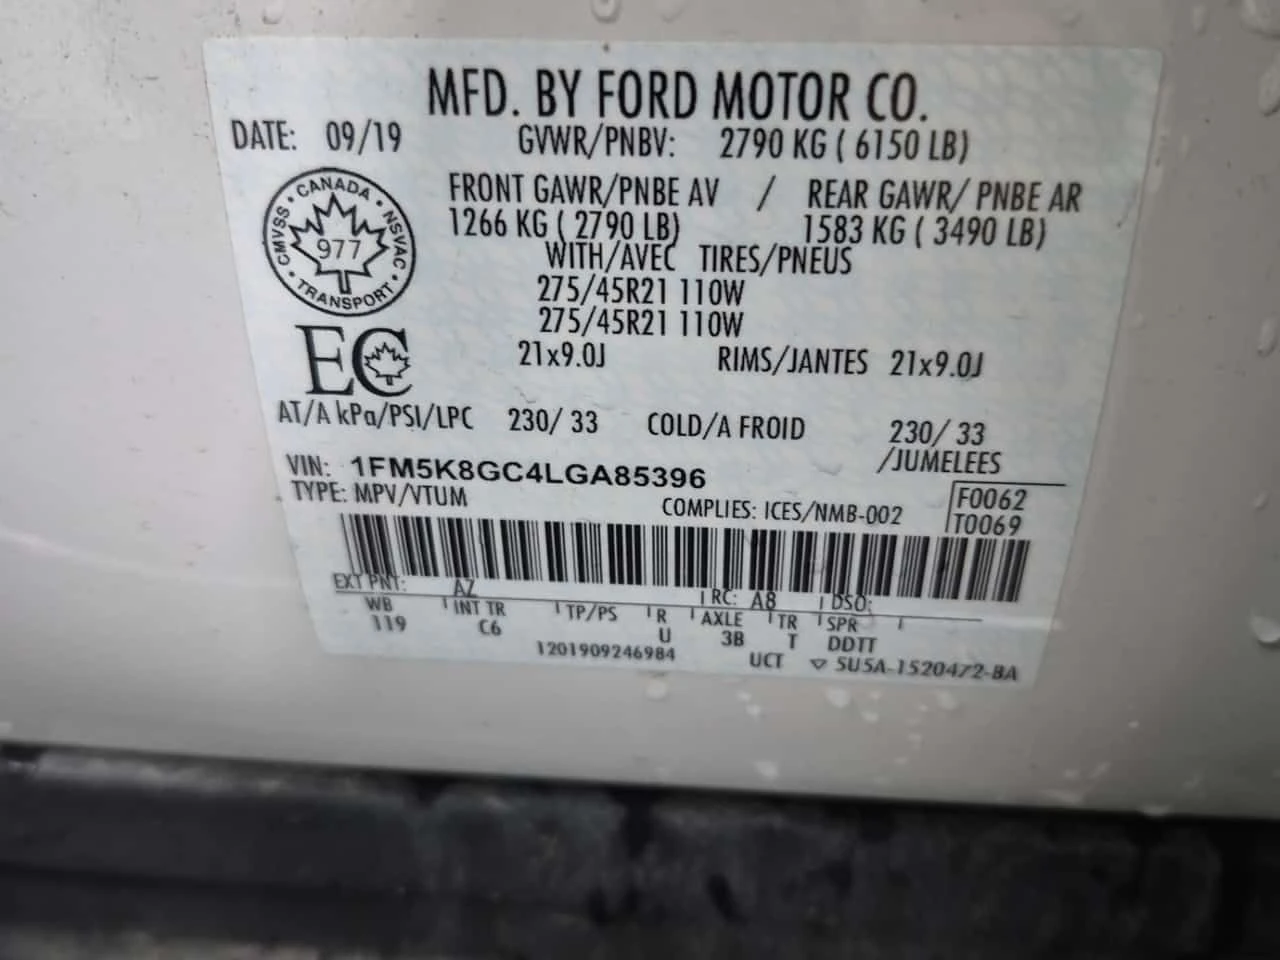 MFD. BY FORD MOTOR CO.
DATE: 09/19 GVWR/PNBV: 2790 KG ( 6150 LB)
FRONT GAWR/PNBE AV / REAR GAWR/ PNBE AR
1266 KG ( 2790 LB) 1583 KG ( 3490 LB)
WITH/AVEC TIRES/PNEUS
275/45R21 110W
275/45R21 110W
21x9.0J RIMS/JANTES 21x9.0J
CANADA
CMVSS 977 NSVAC
TRANSPORT
EC
AT/A kPa/PSI/LPC 230/ 33 COLD/A FROID 230/ 33
/JUMELEES
VIN: 1FM5K8GC4LGA85396
TYPE: MPV/VTUM COMPLIES: ICES/NMB-002
F0062
T0069
EXT PNT: AZ RC: A8 DSO:
WB INT TR TP/PS R AXLE TR SPR
119 C6 U 3B T DDTT
1201909246984 UCT ▽ 5U5A-1520472-BA